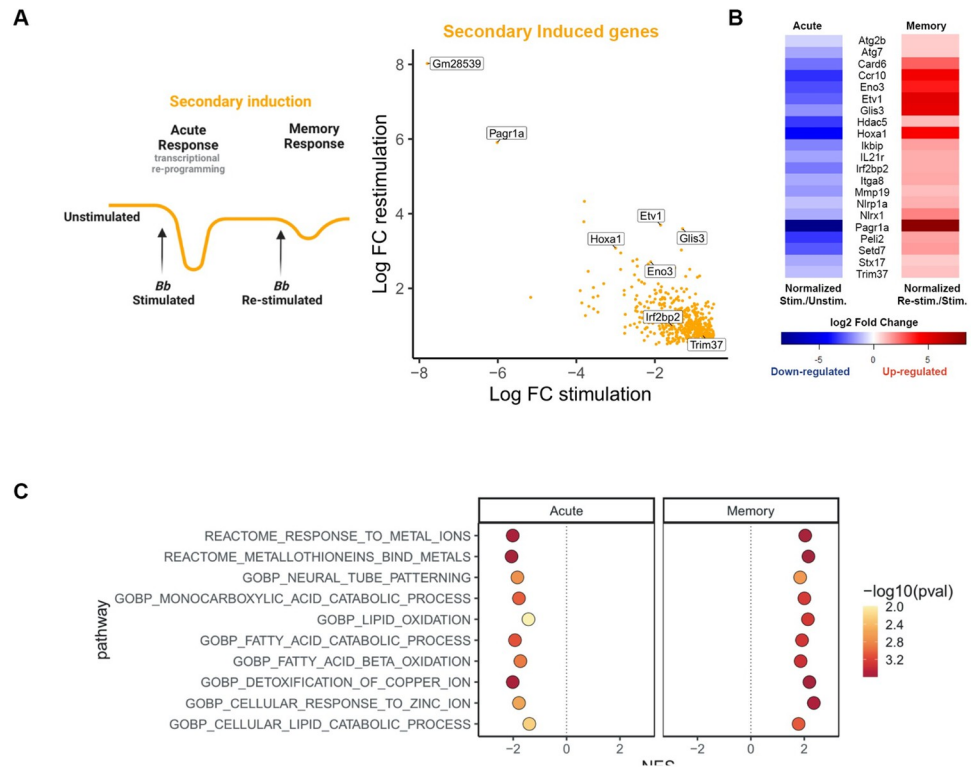 A
Secondary induction
Acute
Response
transcriptional
re-programming
Memory
Response
Unstimulated
Bb
Stimulated
Bb
Re-stimulated
Secondary Induced genes
Log FC restimulation
8
6
4
2
Gm28539
Pagr1a
Etv1
Hoxa1
Glis3
Eno3
Irf2bp2
Trim37
−8
−6
−4
−2
Log FC stimulation
B
Acute
Memory
Atg2b
Atg7
Card6
Ccr10
Eno3
Etv1
Glis3
Hdac5
Hoxa1
Ikbip
IL21r
Irf2bp2
Itga8
Mmp19
Nlrp1a
Nlrx1
Pagr1a
Peli2
Setd7
Stx17
Trim37
Normalized
Stim./Unstim.
Normalized
Re-stim./Stim.
log2 Fold Change
-5
0
5
Down-regulated
Up-regulated
C
Acute
Memory
pathway
REACTOME_RESPONSE_TO_METAL_IONS
REACTOME_METALLOTHIONEINS_BIND_METALS
GOBP_NEURAL_TUBE_PATTERNING
GOBP_MONOCARBOXYLIC_ACID_CATABOLIC_PROCESS
GOBP_LIPID_OXIDATION
GOBP_FATTY_ACID_CATABOLIC_PROCESS
GOBP_FATTY_ACID_BETA_OXIDATION
GOBP_DETOXIFICATION_OF_COPPER_ION
GOBP_CELLULAR_RESPONSE_TO_ZINC_ION
GOBP_CELLULAR_LIPID_CATABOLIC_PROCESS
−2
0
2
−2
0
2
−log10(pval)
2.0
2.4
2.8
3.2